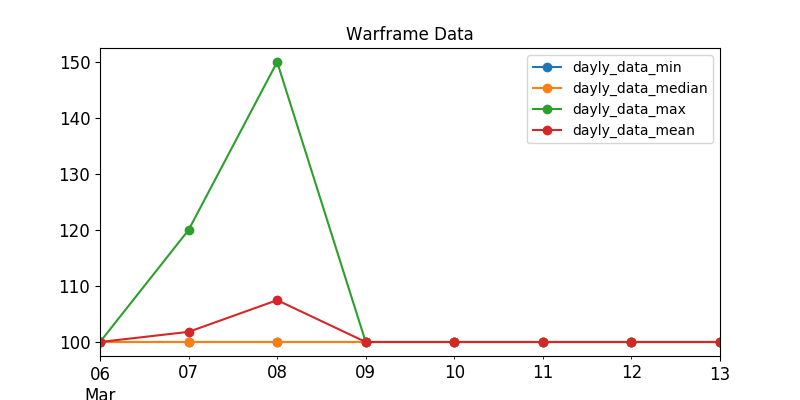 Warframe Data
dayly_data_min
dayly_data_median
dayly_data_max
dayly_data_mean
150
140
130
120
110
100
06 07 08 09 10 11 12 13
Mar